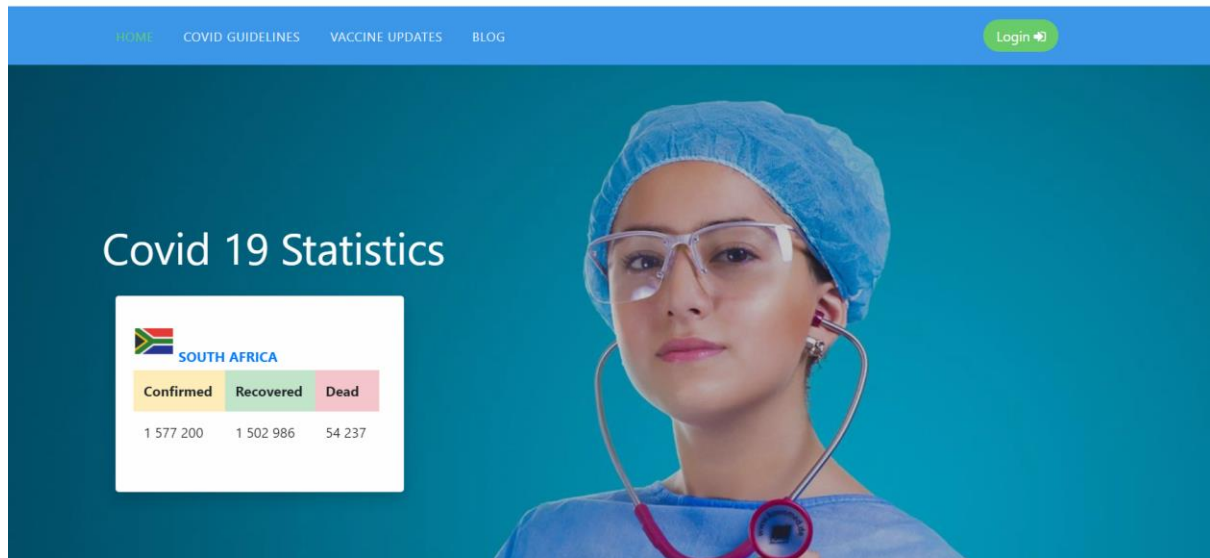 HOME COVID GUIDELINES VACCINE UPDATES BLOG Login
Covid 19 Statistics
SOUTH AFRICA
Confirmed Recovered Dead
1 577 200 1 502 986 54 237